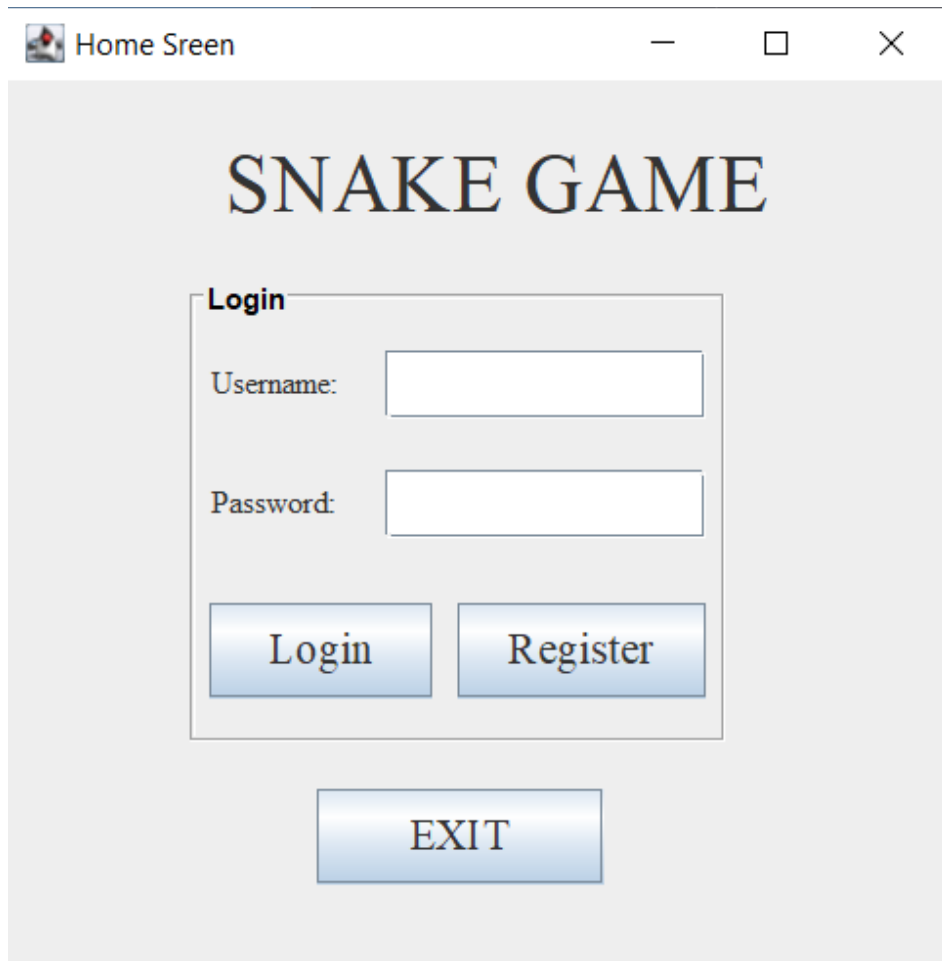 Home Sreen
SNAKE GAME
Login
Username:
Password:
Login Register
EXIT